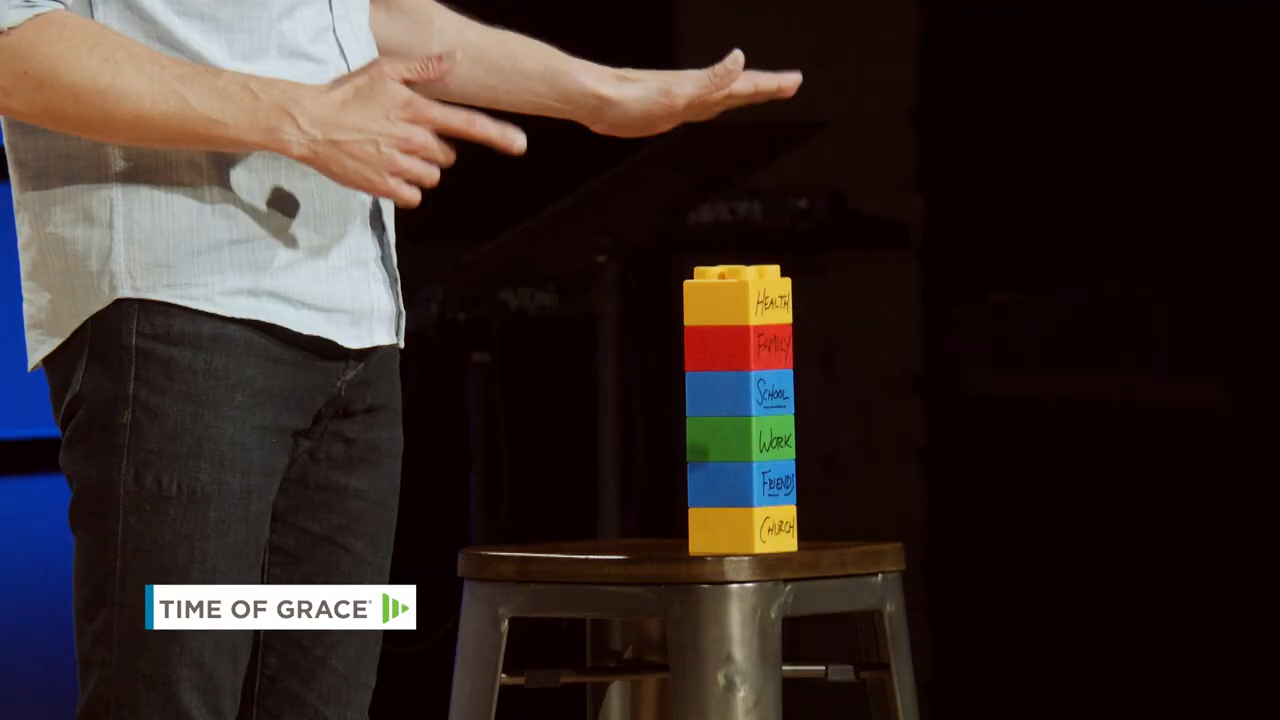 HEALTH
FAMILY
SCHOOL
WORK
FRIENDS
CHURCH
TIME OF GRACE®